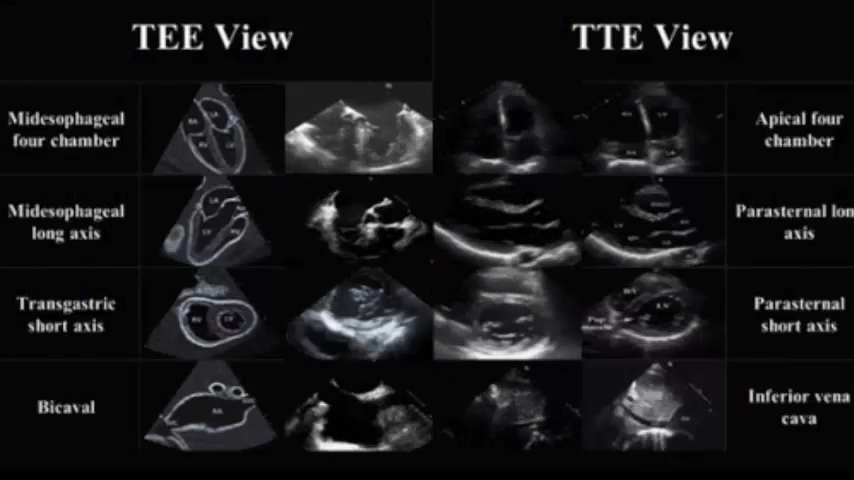 TEE View
TTE View
Midesophageal
four chamber
Apical four
chamber
Midesophageal
long axis
Parasternal lon
axis
Transgastric
short axis
Parasternal
short axis
Bicaval
Inferior vena
cava
RA